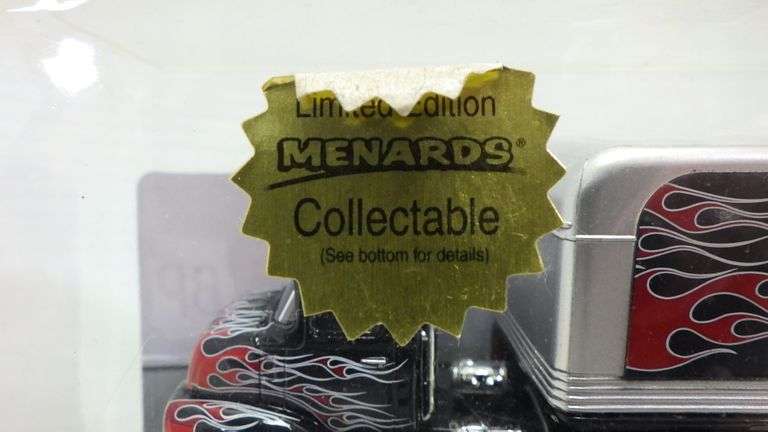 Limited Edition
MENARDS®
Collectable
(See bottom for details)